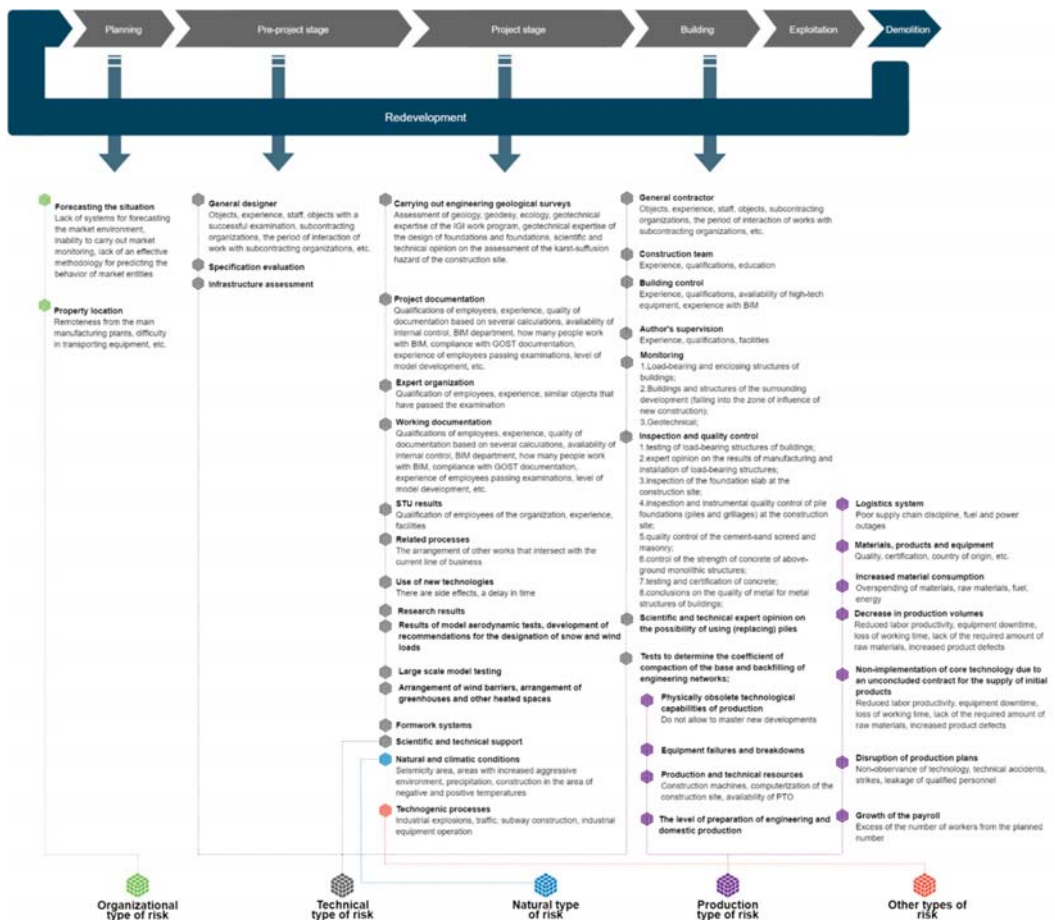 Planning
Pre-project stage
Project stage
Building
Exploitation
Demolition
Redevelopment
Forecasting the situation
Lack of systems for forecasting
the market environment,
inability to carry out market
monitoring, lack of an effective
methodology for predicting the
behavior of market entities
Property location
Remoteness from the main
manufacturing plants, difficulty
in transporting equipment, etc.
General designer
Objects, experience, staff, objects with a
successful examination, subcontracting
organizations, the period of interaction of
work with subcontracting organizations, etc.
Specification evaluation
Infrastructure assessment
Carrying out engineering geological surveys
Assessment of geology, geodesy, ecology, geotechnical
expertise of the IGI work program, geotechnical expertise of
the design of foundations and foundations, scientific and
technical opinion on the assessment of the karst-suffusion
hazard of the construction site.
Project documentation
Qualifications of employees, experience, quality of
documentation based on several calculations, availability of
internal control, BIM department, how many people work
with BIM, compliance with GOST documentation,
experience of employees passing examinations, level of
model development, etc.
Expert organization
Qualification of employees, experience, similar objects that
have passed the examination
Working documentation
Qualifications of employees, experience, quality of
documentation based on several calculations, availability of
internal control, BIM department, how many people work
with BIM, compliance with GOST documentation,
experience of employees passing examinations, level of
model development, etc.
STU results
Qualification of employees of the organization, experience,
facilities
Related processes
The arrangement of other works that intersect with the
current line of business
Use of new technologies
There are side effects, a delay in time
Research results
Results of model aerodynamic tests, development of
recommendations for the designation of snow and wind
loads
Large scale model testing
Arrangement of wind barriers, arrangement of
greenhouses and other heated spaces
Formwork systems
Scientific and technical support
Natural and climatic conditions
Seismicity area, areas with increased aggressive
environment, precipitation, construction in the area of
negative and positive temperatures
Technogenic processes
Industrial explosions, traffic, subway construction, industrial
equipment operation
General contractor
Objects, experience, staff, objects, subcontracting
organizations, the period of interaction of works with
subcontracting organizations, etc.
Construction team
Experience, qualifications, education
Building control
Experience, qualifications, availability of high-tech
equipment, experience with BIM
Author's supervision
Experience, qualifications, facilities
Monitoring
1.Load-bearing and enclosing structures of
buildings;
2.Buildings and structures of the surrounding
development (falling into the zone of influence of
new construction);
3.Geotechnical;
Inspection and quality control
1.testing of load-bearing structures of buildings;
2.expert opinion on the results of manufacturing and
installation of load-bearing structures;
3.inspection of the foundation slab at the
construction site;
4.inspection and instrumental quality control of pile
foundations (piles and grillages) at the construction
site;
5.quality control of the cement-sand screed and
masonry;
6.control of the strength of concrete of above-
ground monolithic structures;
7.testing and certification of concrete;
8.conclusions on the quality of metal for metal
structures of buildings;
Scientific and technical expert opinion on
the possibility of using (replacing) piles
Tests to determine the coefficient of
compaction of the base and backfilling of
engineering networks;
Physically obsolete technological
capabilities of production
Do not allow to master new developments
Equipment failures and breakdowns
Production and technical resources
Construction machines, computerization of the
construction site, availability of PTO
The level of preparation of engineering and
domestic production
Logistics system
Poor supply chain discipline, fuel and power
outages
Materials, products and equipment
Quality, certification, country of origin, etc.
Increased material consumption
Overspending of materials, raw materials, fuel,
energy
Decrease in production volumes
Reduced labor productivity, equipment downtime,
loss of working time, lack of the required amount of
raw materials, increased product defects
Non-implementation of core technology due to
an unconcluded contract for the supply of initial
products
Reduced labor productivity, equipment downtime,
loss of working time, lack of the required amount of
raw materials, increased product defects
Disruption of production plans
Non-observance of technology, technical accidents,
strikes, leakage of qualified personnel
Growth of the payroll
Excess of the number of workers from the planned
number
Organizational
type of risk
Technical
type of risk
Natural type
of risk
Production
type of risk
Other types of
risk